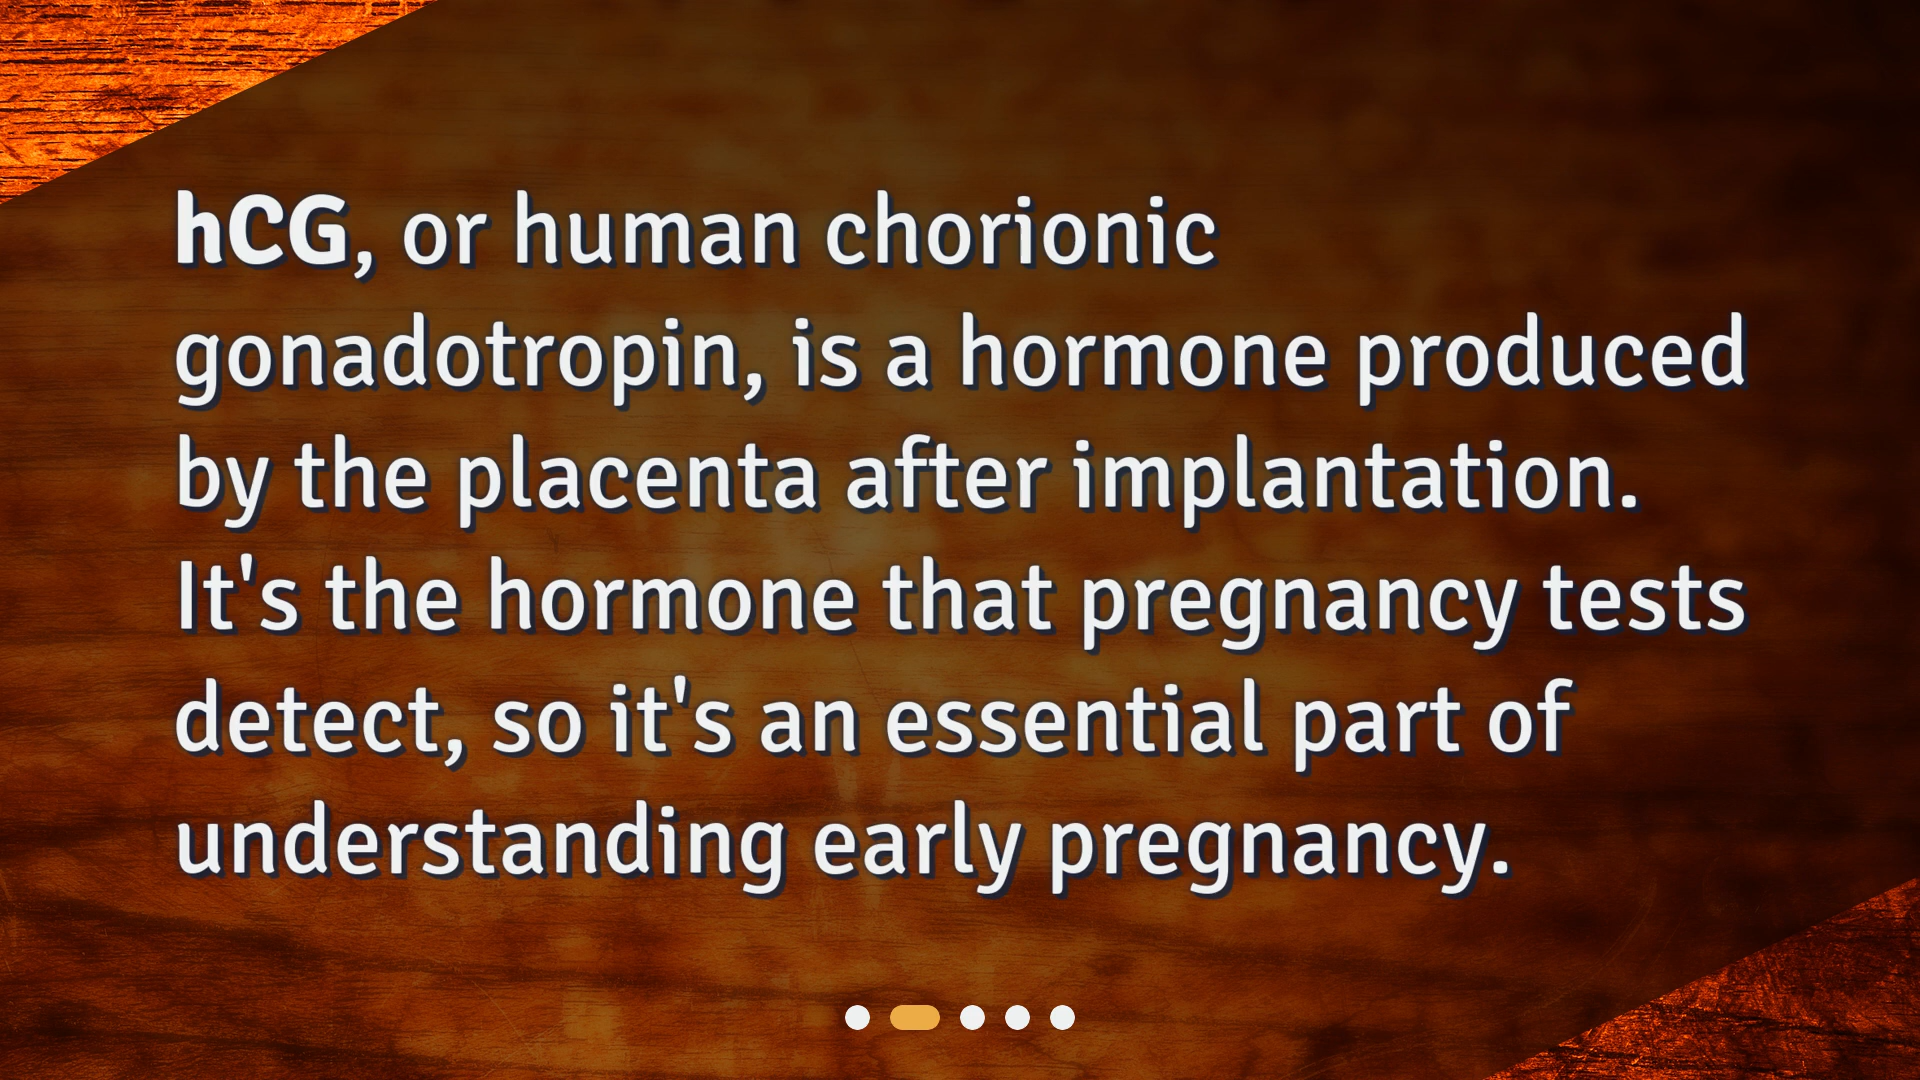 hCG, or human chorionic
gonadotropin, is a hormone produced
by the placenta after implantation.
It's the hormone that pregnancy tests
detect, so it's an essential part of
understanding early pregnancy.